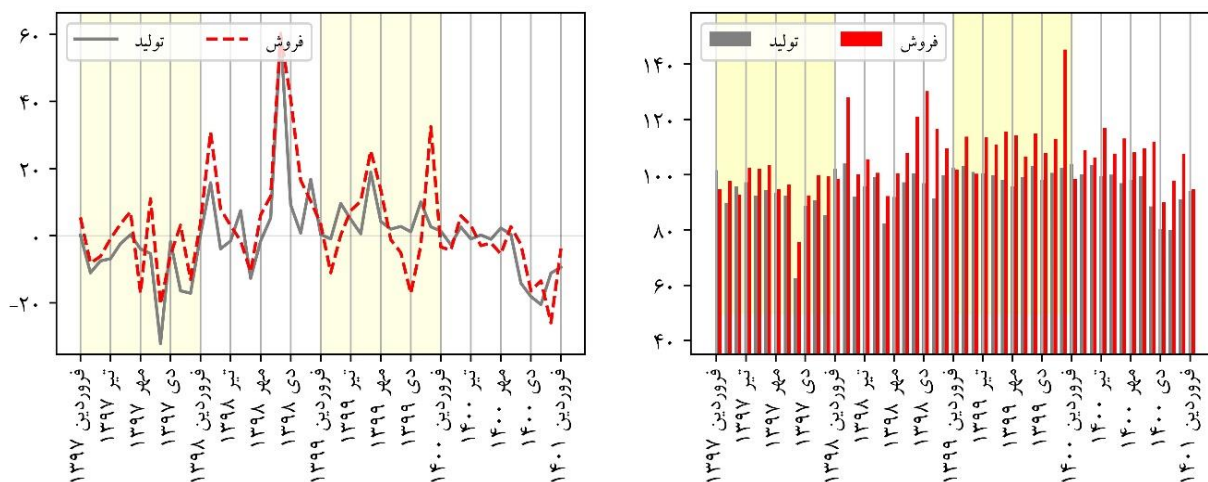 تولید
فروش
۶۰
۴۰
۲۰
۰
−۲۰
فروردین ۱۳۹۷
تیر ۱۳۹۷
مهر ۱۳۹۷
دی ۱۳۹۷
فروردین ۱۳۹۸
تیر ۱۳۹۸
مهر ۱۳۹۸
دی ۱۳۹۸
فروردین ۱۳۹۹
تیر ۱۳۹۹
مهر ۱۳۹۹
دی ۱۳۹۹
فروردین ۱۴۰۰
تیر ۱۴۰۰
مهر ۱۴۰۰
دی ۱۴۰۰
فروردین ۱۴۰۱
تولید
فروش
۱۴۰
۱۲۰
۱۰۰
۸۰
۶۰
۴۰
فروردین ۱۳۹۷
تیر ۱۳۹۷
مهر ۱۳۹۷
دی ۱۳۹۷
فروردین ۱۳۹۸
تیر ۱۳۹۸
مهر ۱۳۹۸
دی ۱۳۹۸
فروردین ۱۳۹۹
تیر ۱۳۹۹
مهر ۱۳۹۹
دی ۱۳۹۹
فروردین ۱۴۰۰
تیر ۱۴۰۰
مهر ۱۴۰۰
دی ۱۴۰۰
فروردین ۱۴۰۱